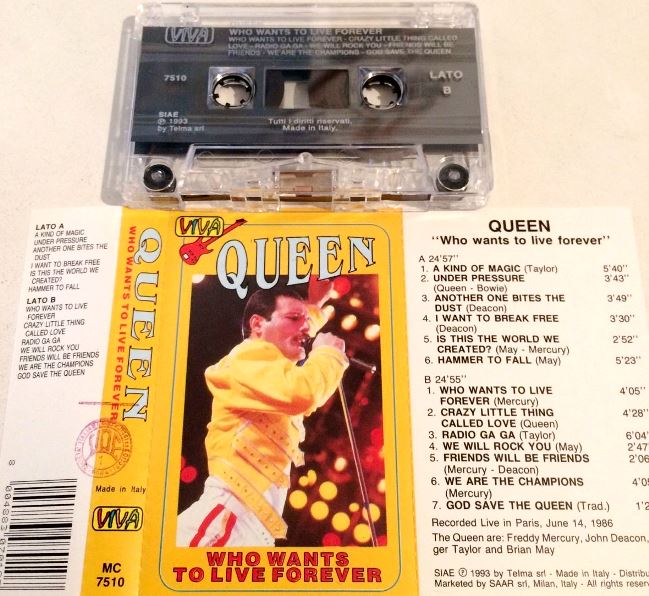 VIVA
WHO WANTS TO LIVE FOREVER
WHO WANTS TO LIVE FOREVER - CRAZY LITTLE THING CALLED
LOVE - RADIO GA GA - WE WILL ROCK YOU - FRIENDS WILL BE
FRIENDS - WE ARE THE CHAMPIONS - GOD SAVE THE QUEEN
7510
LATO
B
SIAE
℗ 1993
by Telma srl
Tutti i diritti riservati.
Made in Italy.
LATO A
A KIND OF MAGIC
UNDER PRESSURE
ANOTHER ONE BITES THE
DUST
I WANT TO BREAK FREE
IS THIS THE WORLD WE
CREATED?
HAMMER TO FALL
LATO B
WHO WANTS TO LIVE
FOREVER
CRAZY LITTLE THING
CALLED LOVE
RADIO GA GA
WE WILL ROCK YOU
FRIENDS WILL BE FRIENDS
WE ARE THE CHAMPIONS
GOD SAVE THE QUEEN
QUEEN
WHO WANTS TO LIVE FOREVER
Made in Italy
VIVA
MC
7510
VIVA
QUEEN
WHO WANTS
TO LIVE FOREVER
QUEEN
"Who wants to live forever"
A 24'57"
1. A KIND OF MAGIC (Taylor) 5'40"
2. UNDER PRESSURE 3'43"
(Queen - Bowie)
3. ANOTHER ONE BITES THE 3'49"
DUST (Deacon)
4. I WANT TO BREAK FREE 3'30"
(Deacon)
5. IS THIS THE WORLD WE 2'52"
CREATED? (May - Mercury)
6. HAMMER TO FALL (May) 5'23"
B 24'55"
1. WHO WANTS TO LIVE 4'05"
FOREVER (Mercury)
2. CRAZY LITTLE THING 4'28"
CALLED LOVE (Queen)
3. RADIO GA GA (Taylor) 6'04"
4. WE WILL ROCK YOU (May) 2'47
5. FRIENDS WILL BE FRIENDS 2'06
(Mercury - Deacon)
6. WE ARE THE CHAMPIONS 4'05
(Mercury)
7. GOD SAVE THE QUEEN (Trad.) 1'2
Recorded Live in Paris, June 14, 1986
The Queen are: Freddy Mercury, John Deacon,
ger Taylor and Brian May
SIAE ℗ 1993 by Telma srl - Made in Italy - Distribu
Marketed by SAAR srl, Milan, Italy - All rights reserv